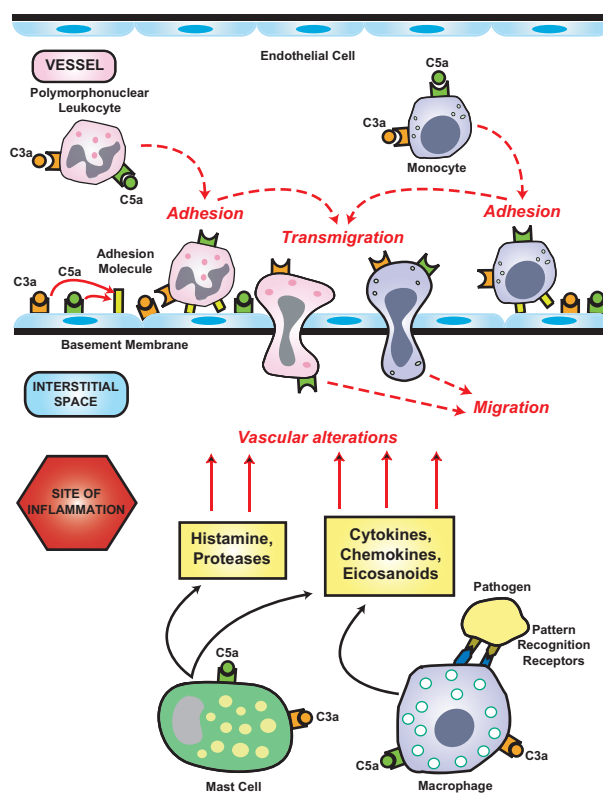 Endothelial Cell
VESSEL
Polymorphonuclear
Leukocyte
C3a
C5a
C5a
C3a
Monocyte
Adhesion
Transmigration
Adhesion
Adhesion
Molecule
C3a
C5a
Basement Membrane
INTERSTITIAL
SPACE
Migration
Vascular alterations
SITE OF
INFLAMMATION
Histamine,
Proteases
Cytokines,
Chemokines,
Eicosanoids
Pathogen
Pattern
Recognition
Receptors
C5a
C3a
Mast Cell
C5a
C3a
Macrophage